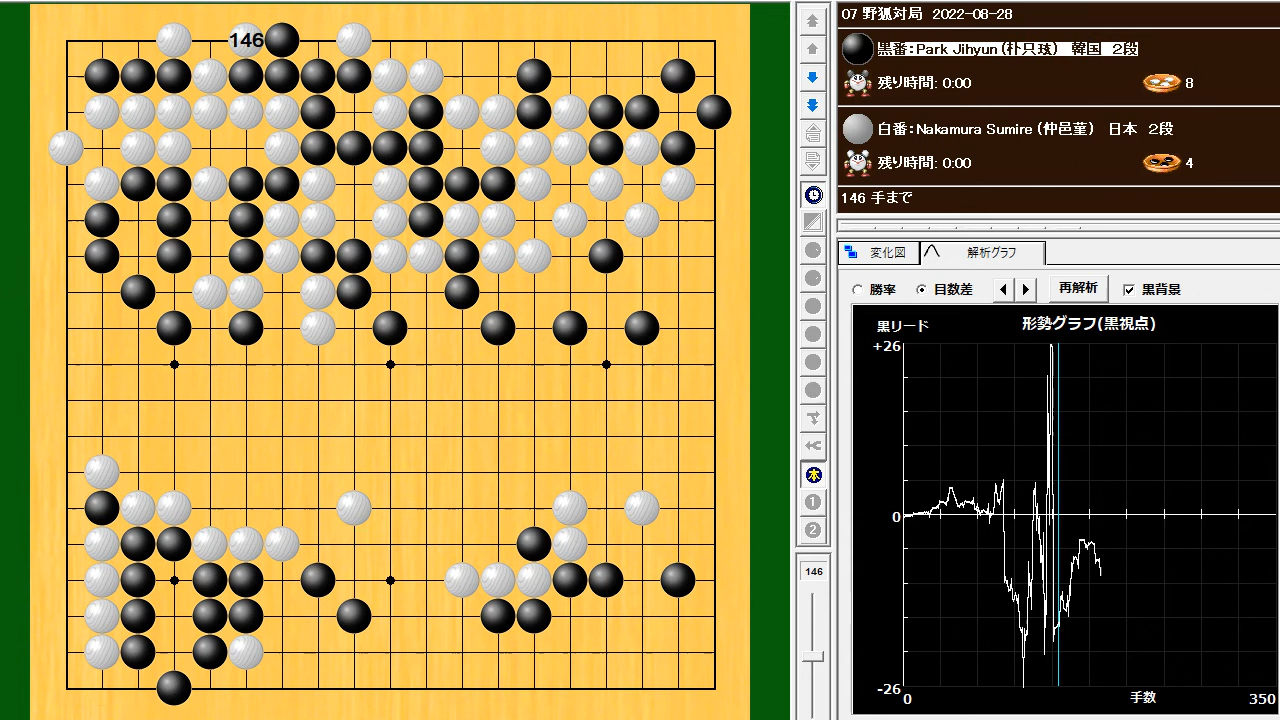 146
07 野狐対局 2022-08-28
黒番：Park Jihyun (朴只玹) 韓国 2段
残り時間: 0:00
8
白番：Nakamura Sumire (仲邑菫) 日本 2段
残り時間: 0:00
4
146 手まで
変化図
解析グラフ
勝率
目数差
再解析
黒背景
黒リード
形勢グラフ(黒視点)
+26
0
-26
0
手数
350
本
1
2
146